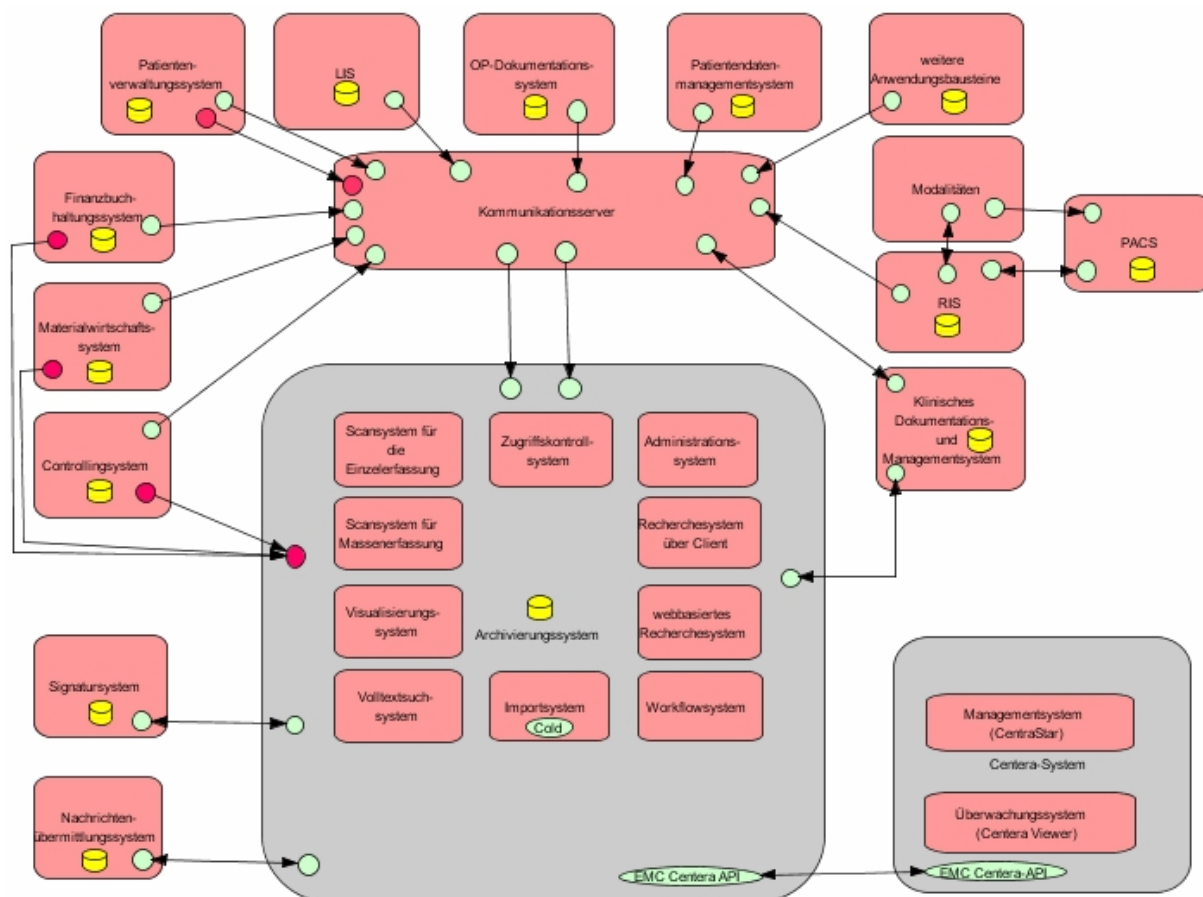 Patienten-
verwaltungssystem
LIS
OP-Dokumentations-
system
Patientendaten-
managementsystem
weitere
Anwendungsbausteine
Finanzbuch-
haltungssystem
Kommunikationsserver
Modalitäten
PACS
RIS
Materialwirtschafts-
system
Controllingsystem
Klinisches
Dokumentations-
und
Managementsystem
Scansystem für
die
Einzelerfassung
Zugriffskontroll-
system
Administrations-
system
Scansystem für
Massenerfassung
Recherchesystem
über Client
Visualisierungs-
system
Archivierungssystem
webbasiertes
Recherchesystem
Volltextsuch-
system
Importsystem
Cold
Workflowsystem
Signatursystem
Nachrichten-
übermittlungssystem
Managementsystem
(CentraStar)
Centera-System
Überwachungssystem
(Centera Viewer)
EMC Centera API
EMC Centera-API